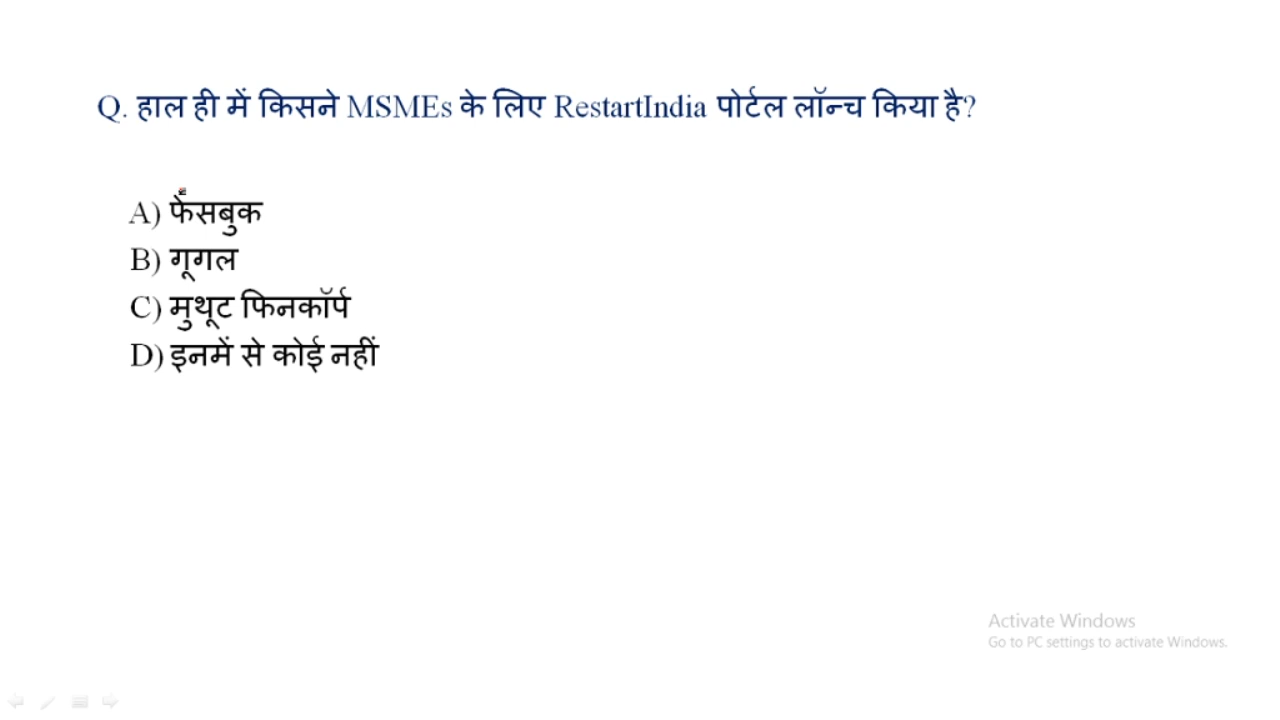 Q. हाल ही में किसने MSMEs के लिए RestartIndia पोर्टल लॉन्च किया है?
A) फेसबुक
B) गूगल
C) मुथूट फिनकॉर्प
D) इनमें से कोई नहीं
Activate Windows
Go to PC settings to activate Windows.